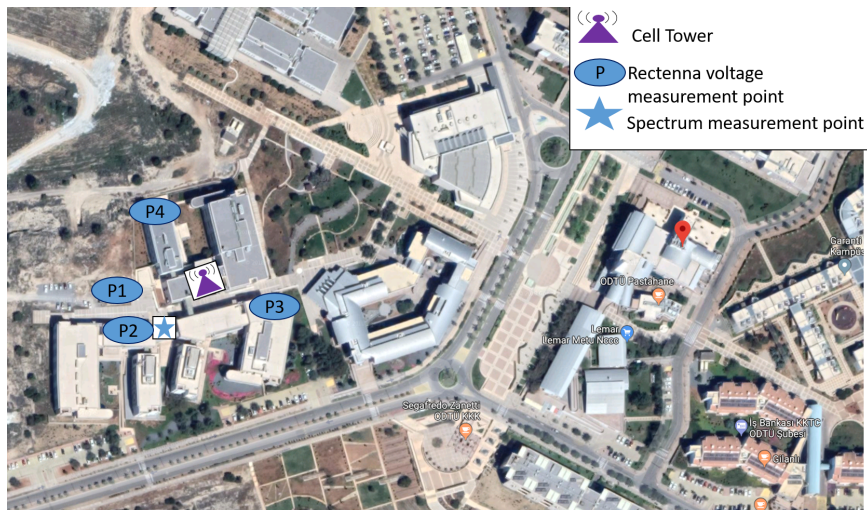 Cell Tower
P
Rectenna voltage
measurement point
Spectrum measurement point
P4
P1
P2
P3
ODTÜ Pastahane
Lemar
Lemar Metu Ncc
Garanti
Kampüs
Segafredo Zanetti
ODTÜ KKK
İş Bankası KKTC
ODTÜ Şubesi
Gilanlı